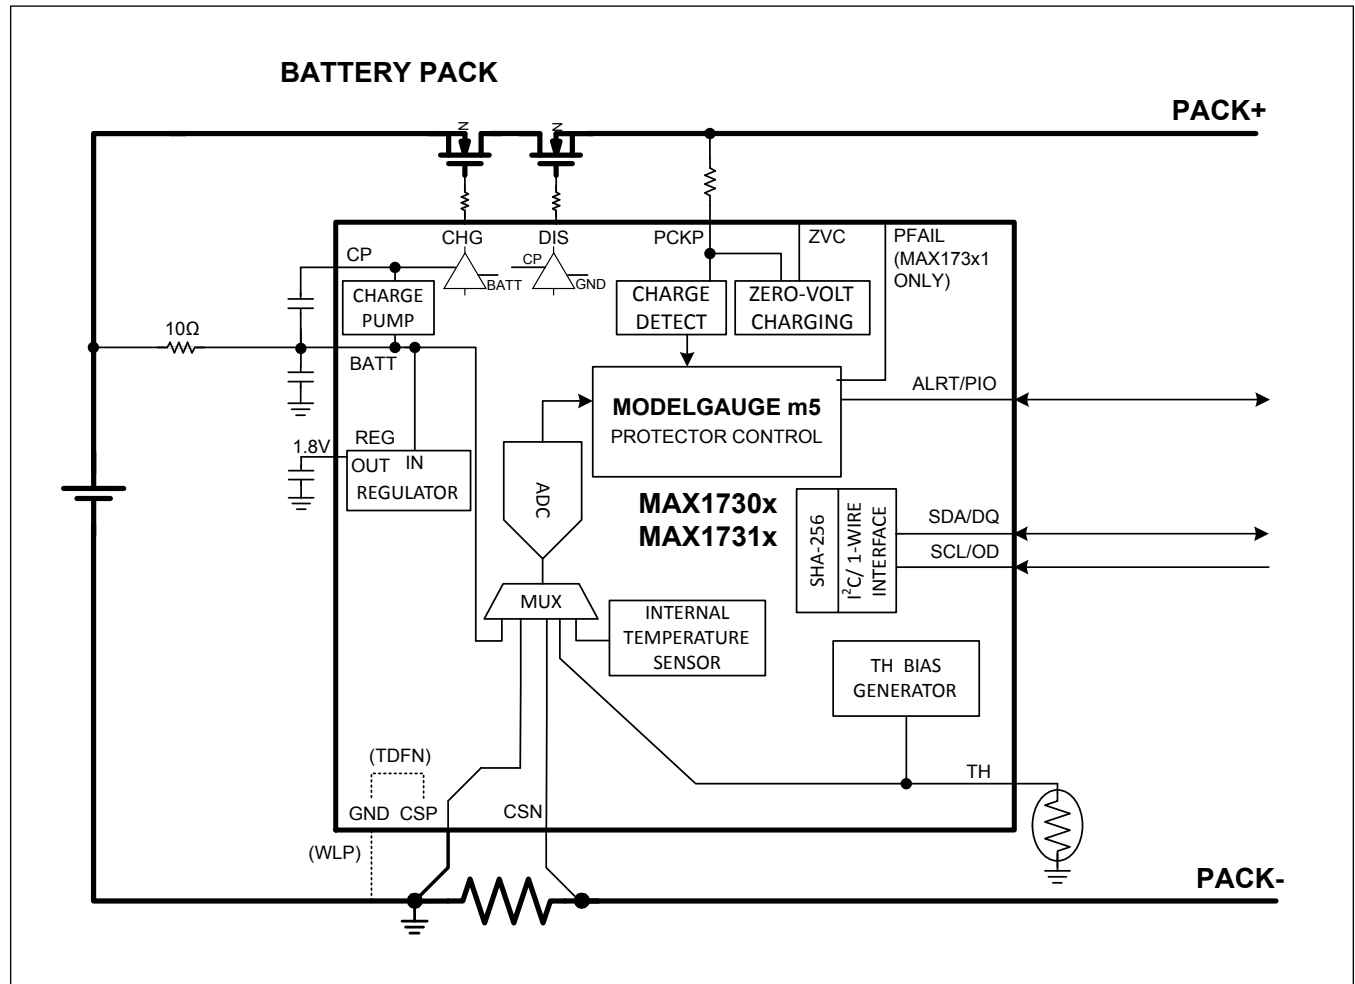 BATTERY PACK
PACK+
N
N
CHG
DIS
PCKP
ZVC
PFAIL
(MAX173x1
ONLY)
CP
CP
BATT
GND
CHARGE
PUMP
CHARGE
DETECT
ZERO-VOLT
CHARGING
10Ω
BATT
ALRT/PIO
MODELGAUGE m5
PROTECTOR CONTROL
1.8V
REG
OUT
IN
REGULATOR
ADC
MAX1730x
MAX1731x
SHA-256
I²C/ 1-WIRE
INTERFACE
SDA/DQ
SCL/OD
MUX
INTERNAL
TEMPERATURE
SENSOR
TH BIAS
GENERATOR
(TDFN)
TH
GND
CSP
CSN
(WLP)
PACK-